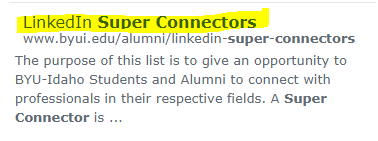 LinkedIn Super Connectors
www.byui.edu/alumni/linkedin-super-connectors
The purpose of this list is to give an opportunity to
BYU-Idaho Students and Alumni to connect with
professionals in their respective fields. A Super
Connector is ...